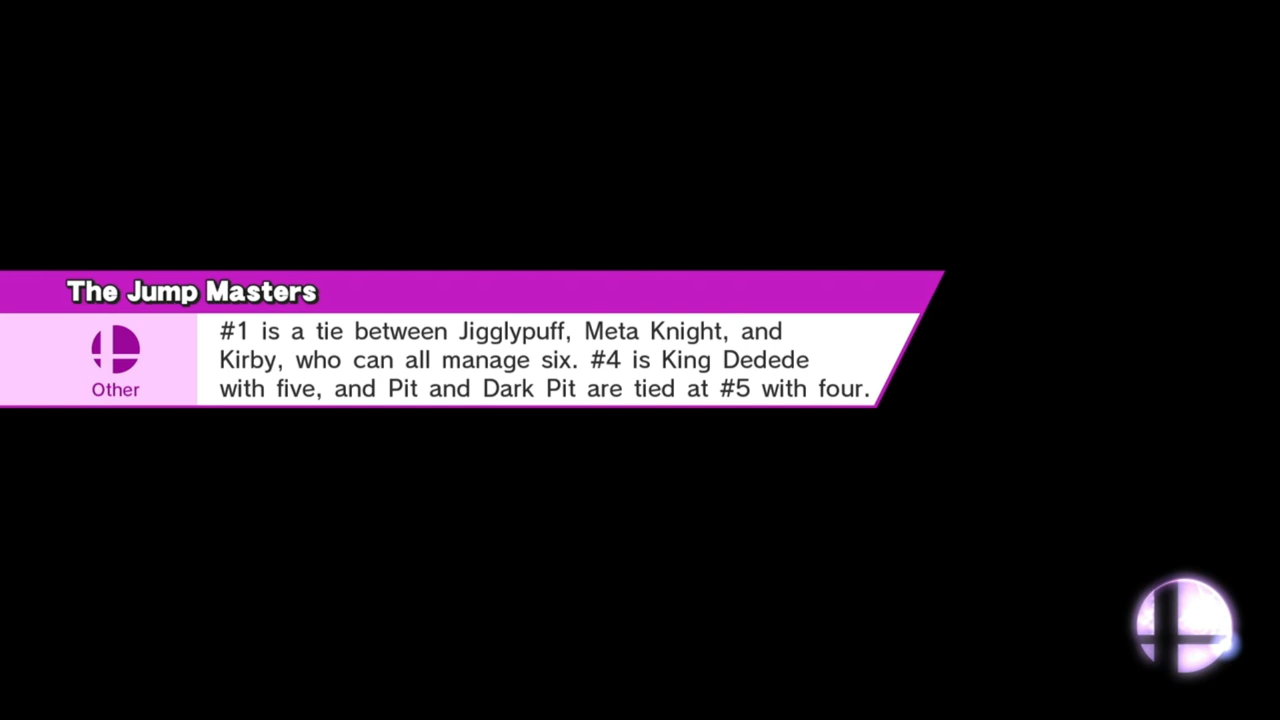 The Jump Masters
#1 is a tie between Jigglypuff, Meta Knight, and
Kirby, who can all manage six. #4 is King Dedede
with five, and Pit and Dark Pit are tied at #5 with four.
Other